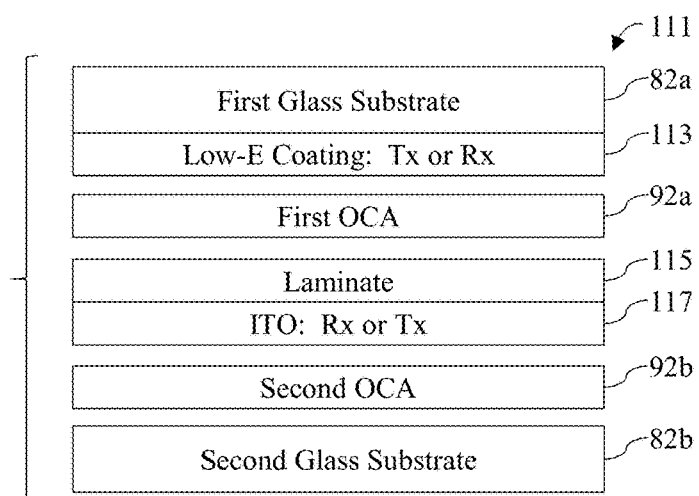 111
First Glass Substrate 82a
Low-E Coating: Tx or Rx 113
First OCA 92a
Laminate 115
ITO: Rx or Tx 117
Second OCA 92b
Second Glass Substrate 82b